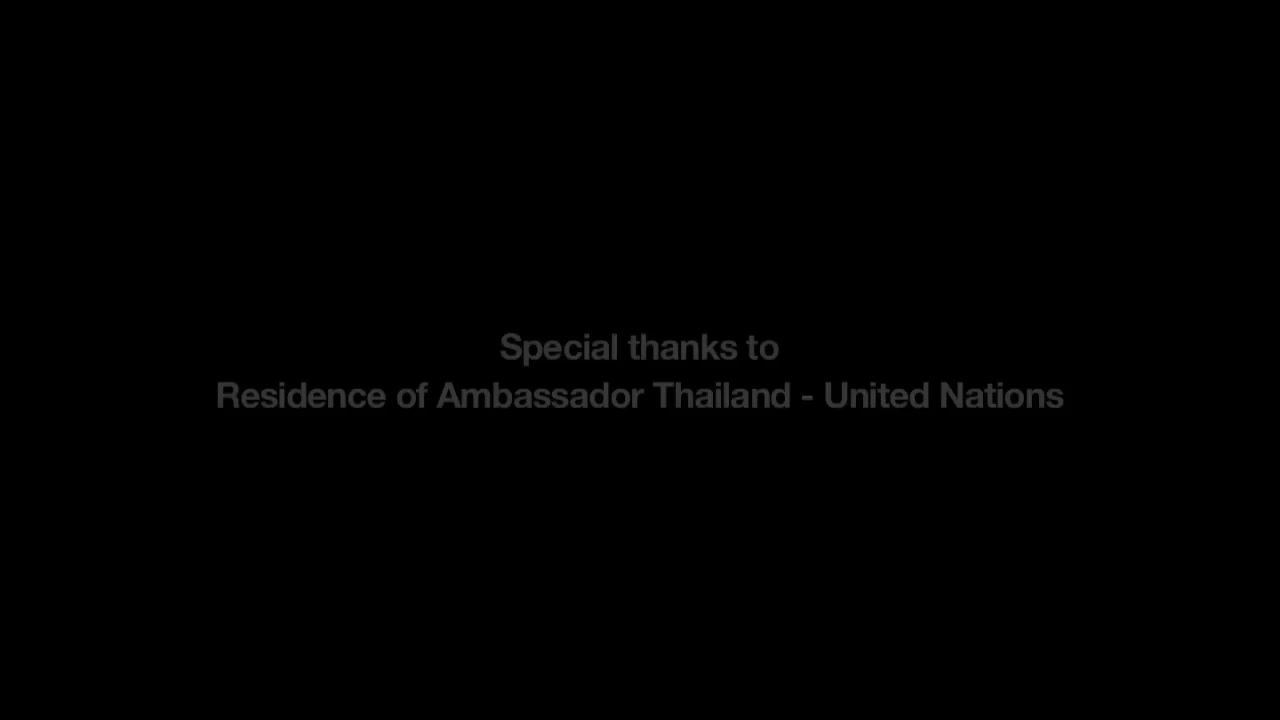 Special thanks to
Residence of Ambassador Thailand - United Nations